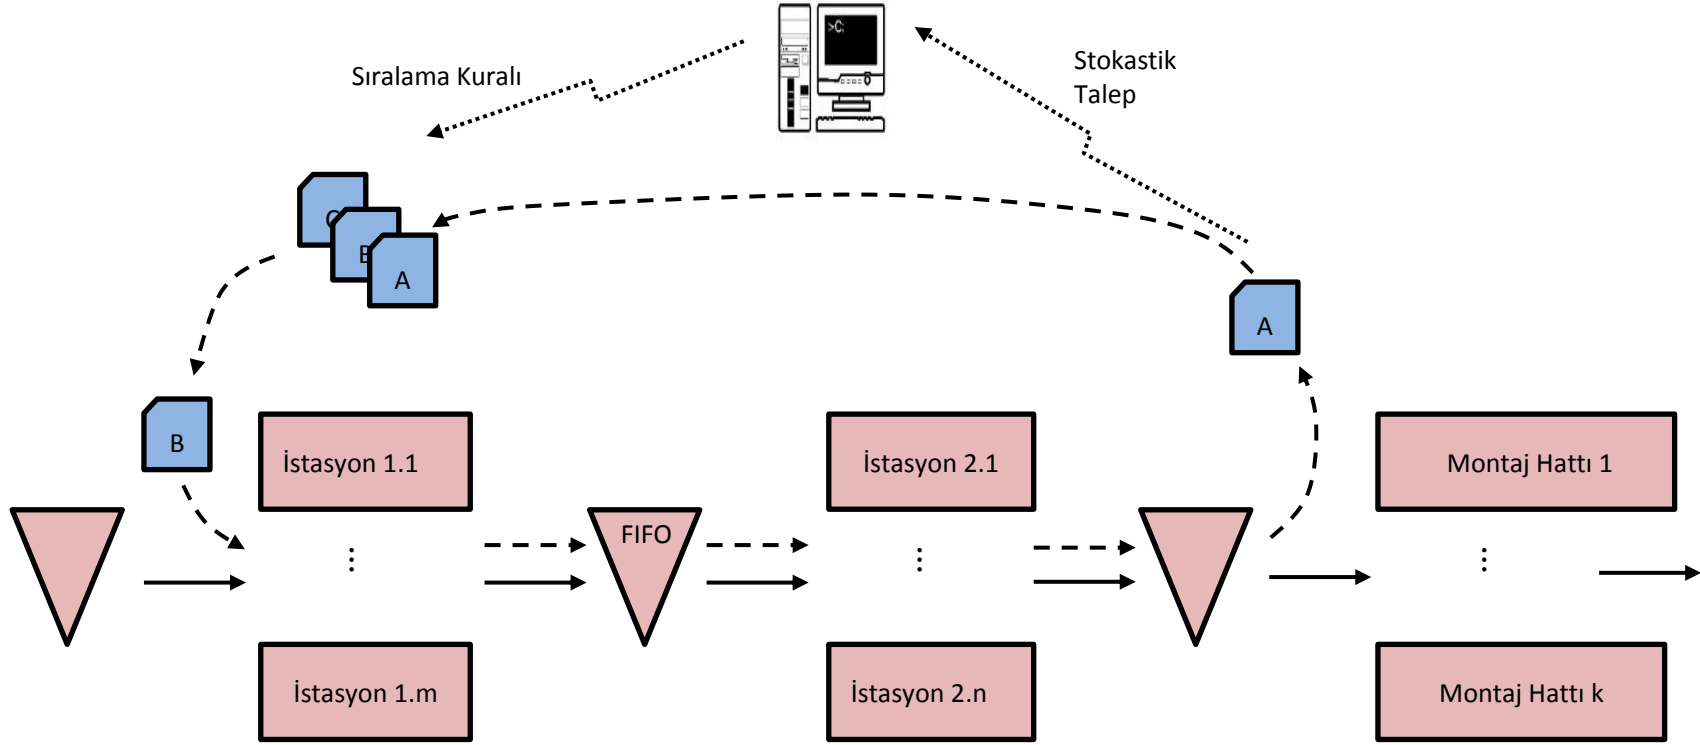 >C:
Stokastik
Talep
Sıralama Kuralı
C
B
A
A
B
İstasyon 1.1
İstasyon 2.1
Montaj Hattı 1
FIFO
⋮
⋮
⋮
İstasyon 1.m
İstasyon 2.n
Montaj Hattı k